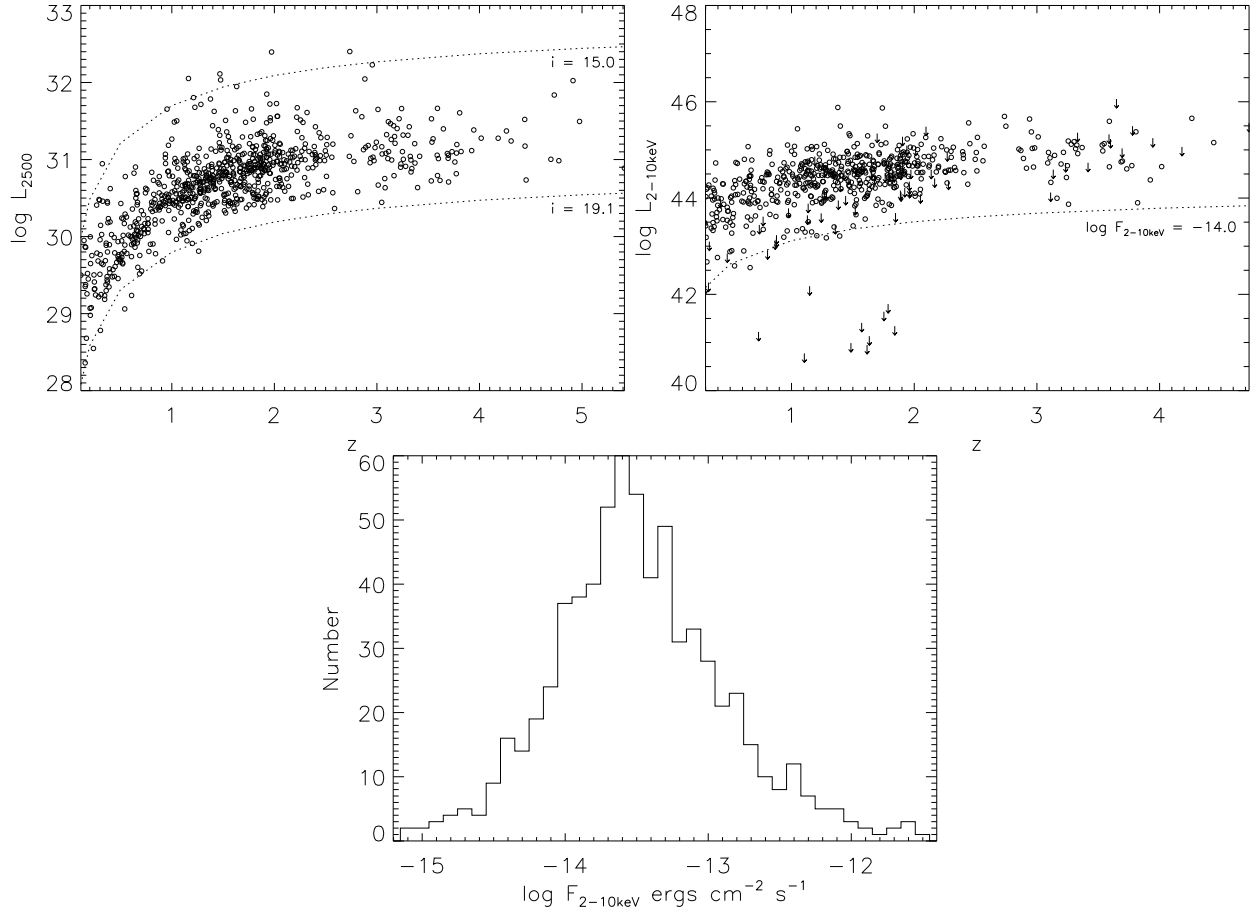 33
32
31
30
29
28
log L2500
i = 15.0
i = 19.1
1 2 3 4 5
z
48
46
44
42
40
log L2−10keV
log F2−10keV = −14.0
1 2 3 4
z
60
50
40
30
20
10
0
Number
−15 −14 −13 −12
log F2−10keV ergs cm−2 s−1